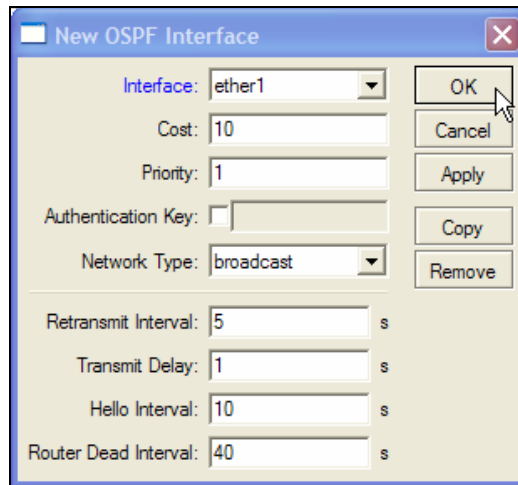 New OSPF Interface
Interface: ether1
OK
Cost: 10
Cancel
Priority: 1
Apply
Authentication Key:
Copy
Network Type: broadcast
Remove
Retransmit Interval: 5 s
Transmit Delay: 1 s
Hello Interval: 10 s
Router Dead Interval: 40 s